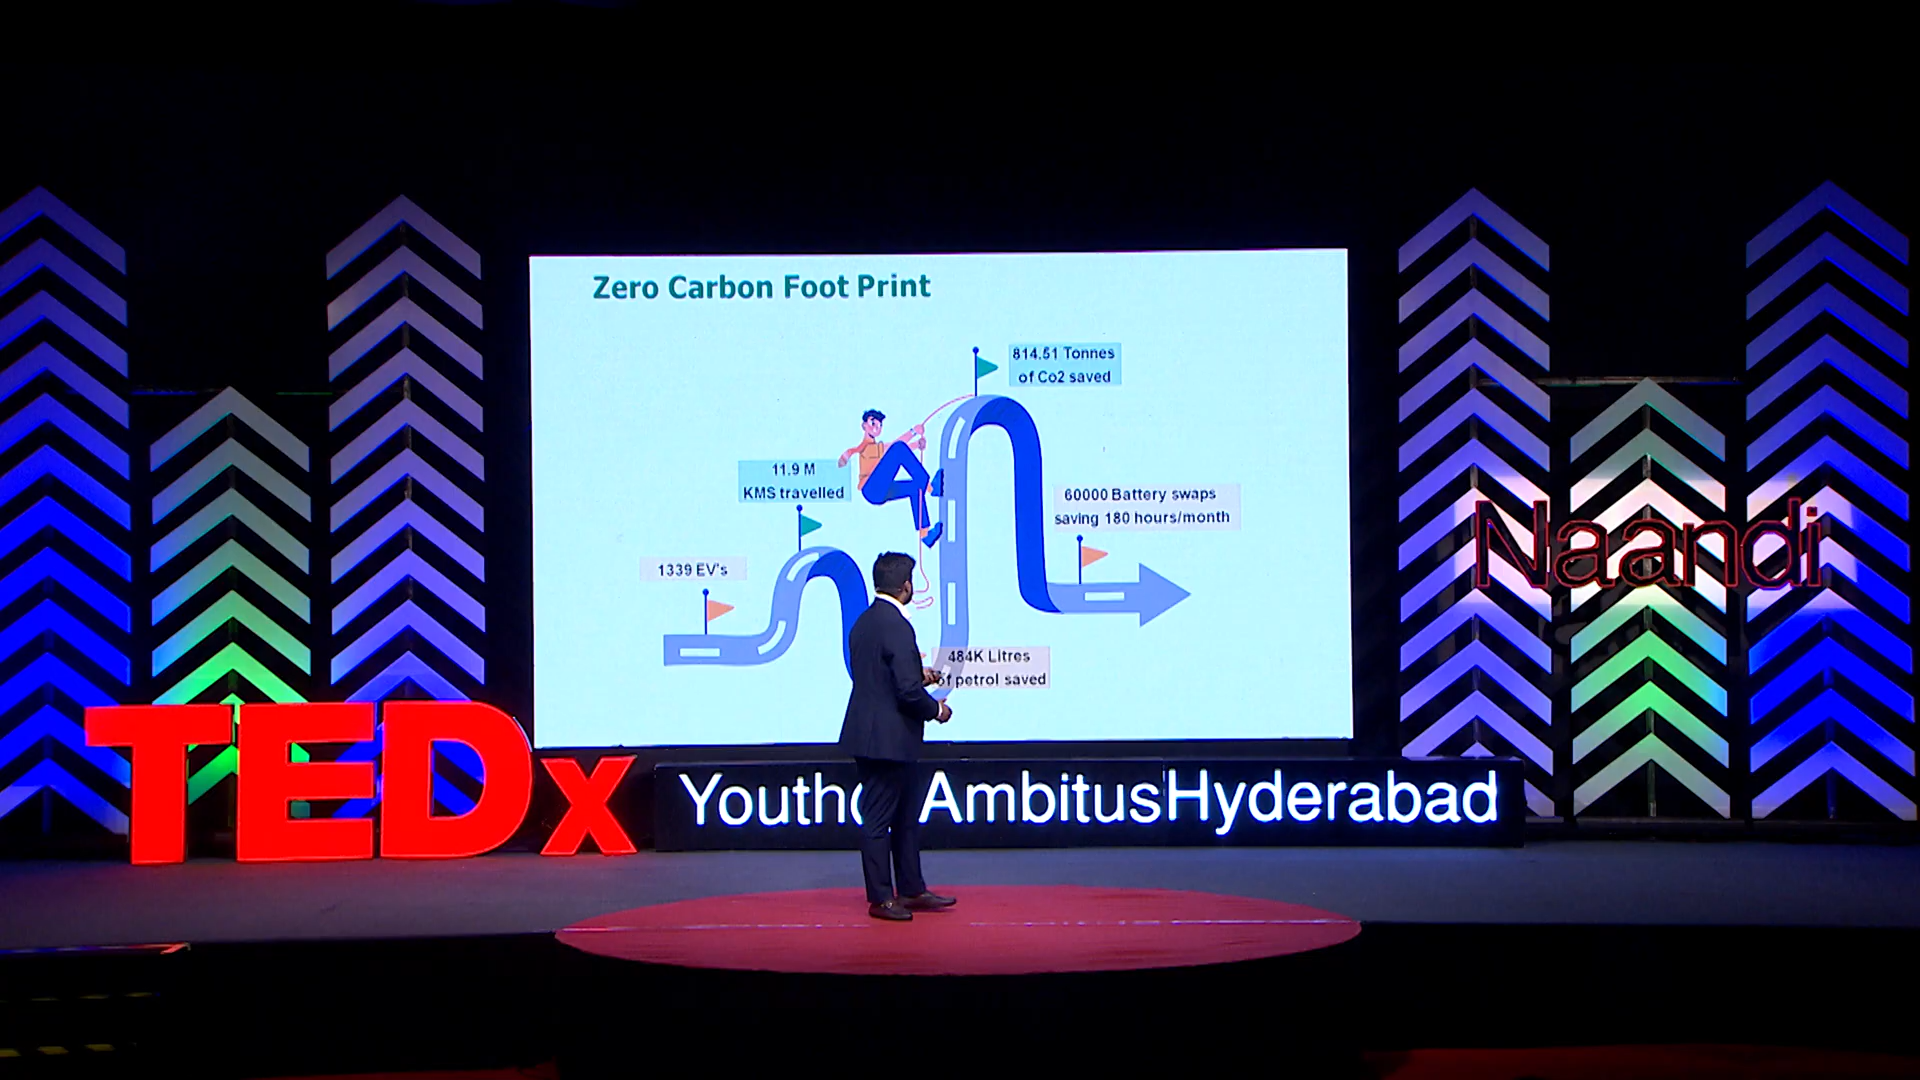 Zero Carbon Foot Print
814.51 Tonnes
of Co2 saved
11.9 M
KMS travelled
60000 Battery swaps
saving 180 hours/month
1339 EV's
484K Litres
of petrol saved
Naandi
TEDx
Youth AmbitusHyderabad